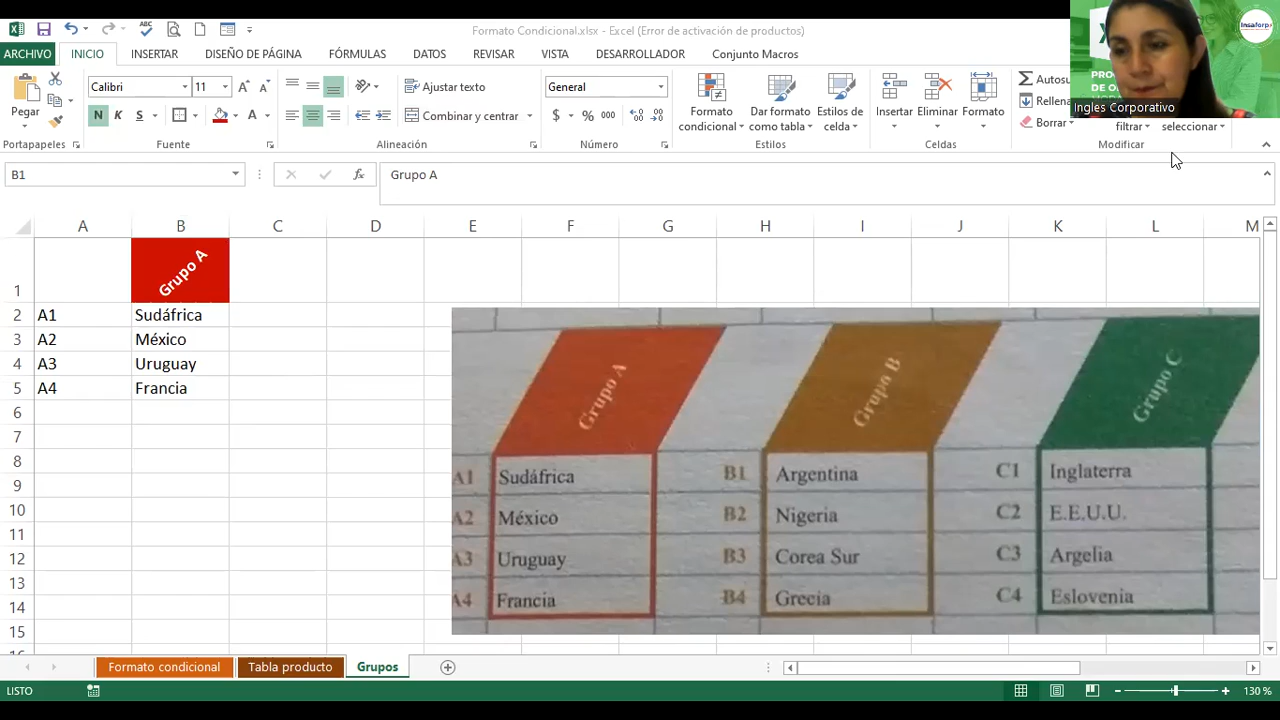 Formato Condicional.xlsx - Excel (Error de activación de productos)
ABC
Insaforp
ARCHIVO INICIO INSERTAR DISEÑO DE PÁGINA FÓRMULAS DATOS REVISAR VISTA DESARROLLADOR Conjunto Macros
Pegar
Calibri 11
N K S
Ajustar texto
Combinar y centrar
General
$ % 000
Formato condicional
Dar formato como tabla
Estilos de celda
Insertar Eliminar Formato
Autosu
Rellena
Borrar
filtrar
seleccionar
Ingles Corporativo
Portapapeles Fuente Alineación Número Estilos Celdas Modificar
B1 fx Grupo A
A B C D E F G H I J K L M
1 Grupo A
2 A1 Sudáfrica
3 A2 México
4 A3 Uruguay
5 A4 Francia
6
7
8
9
10
11
12
13
14
15
Grupo A Grupo B Grupo C
A1 Sudáfrica B1 Argentina C1 Inglaterra
A2 México B2 Nigeria C2 E.E.U.U.
A3 Uruguay B3 Corea Sur C3 Argelia
A4 Francia B4 Grecia C4 Eslovenia
Formato condicional Tabla producto Grupos
LISTO 130 %